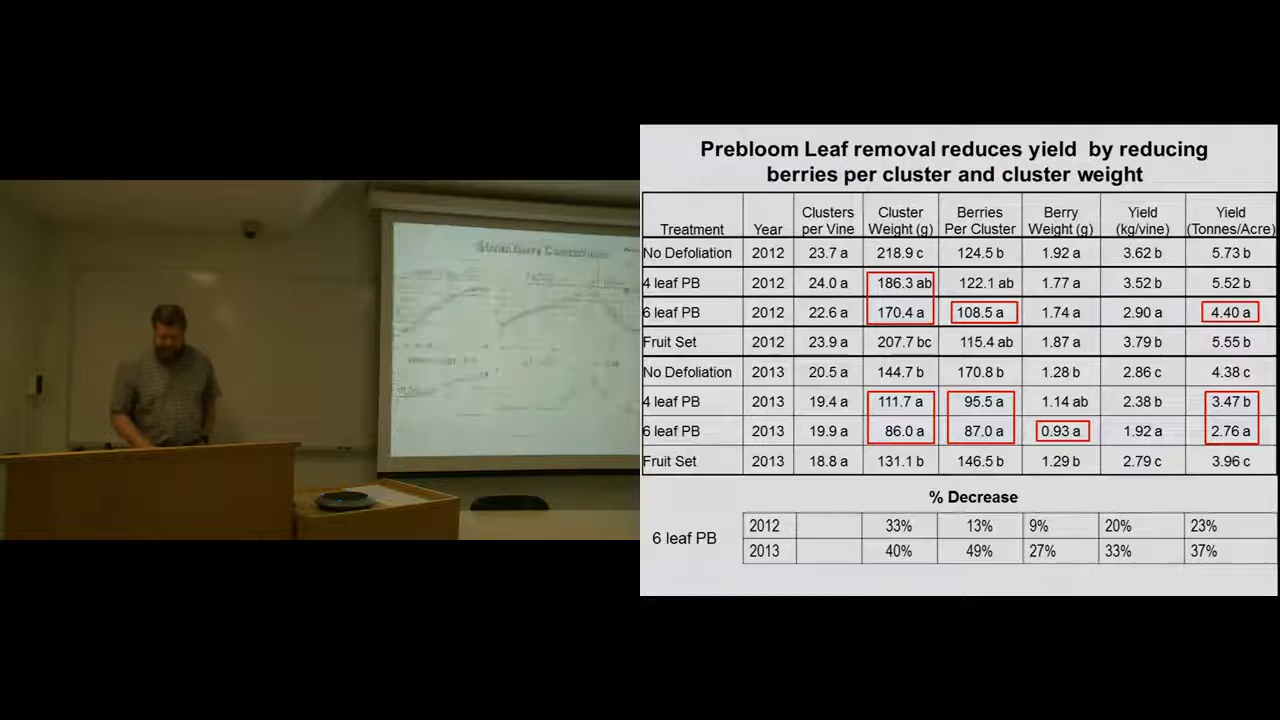 Prebloom Leaf removal reduces yield by reducing
berries per cluster and cluster weight
Treatment Year Clusters per Vine Cluster Weight (g) Berries Per Cluster Berry Weight (g) Yield (kg/vine) Yield (Tonnes/Acre)
No Defoliation 2012 23.7 a 218.9 c 124.5 b 1.92 a 3.62 b 5.73 b
4 leaf PB 2012 24.0 a 186.3 ab 122.1 ab 1.77 a 3.52 b 5.52 b
6 leaf PB 2012 22.6 a 170.4 a 108.5 a 1.74 a 2.90 a 4.40 a
Fruit Set 2012 23.9 a 207.7 bc 115.4 ab 1.87 a 3.79 b 5.55 b
No Defoliation 2013 20.5 a 144.7 b 170.8 b 1.28 b 2.86 c 4.38 c
4 leaf PB 2013 19.4 a 111.7 a 95.5 a 1.14 ab 2.38 b 3.47 b
6 leaf PB 2013 19.9 a 86.0 a 87.0 a 0.93 a 1.92 a 2.76 a
Fruit Set 2013 18.8 a 131.1 b 146.5 b 1.29 b 2.79 c 3.96 c
% Decrease
6 leaf PB
2012 33% 13% 9% 20% 23%
2013 40% 49% 27% 33% 37%